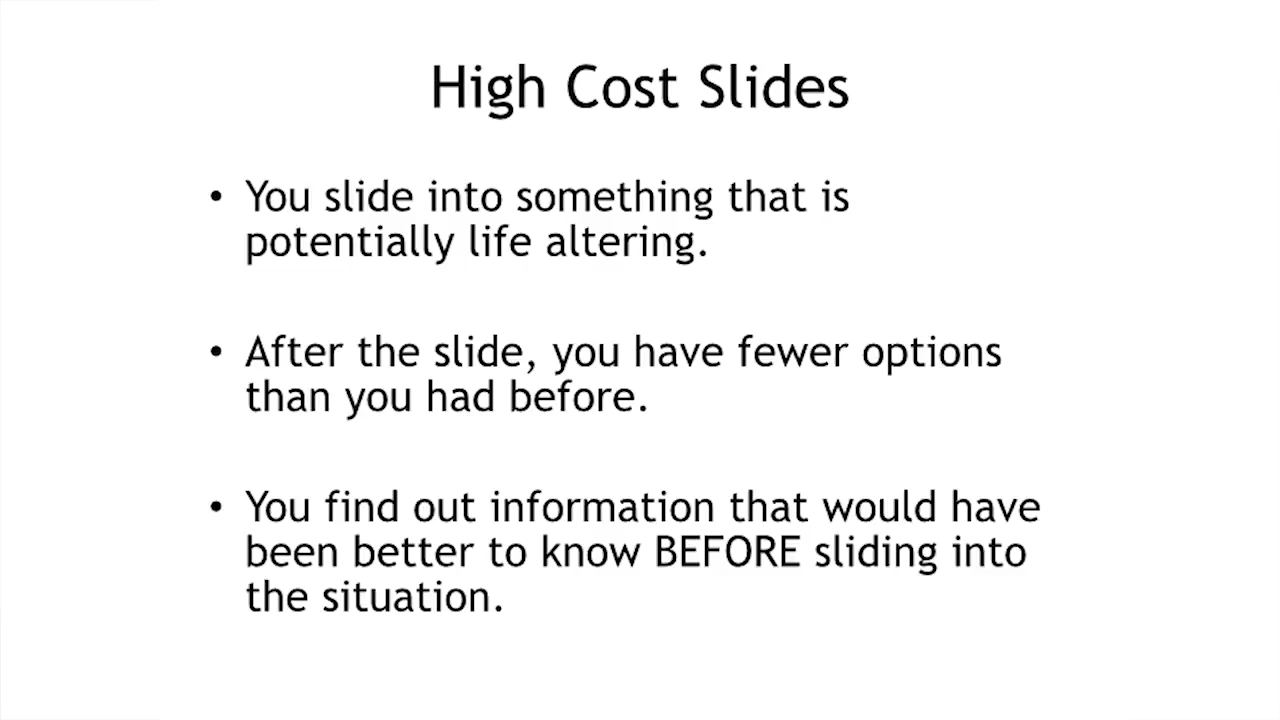 High Cost Slides
• You slide into something that is
potentially life altering.
• After the slide, you have fewer options
than you had before.
• You find out information that would have
been better to know BEFORE sliding into
the situation.